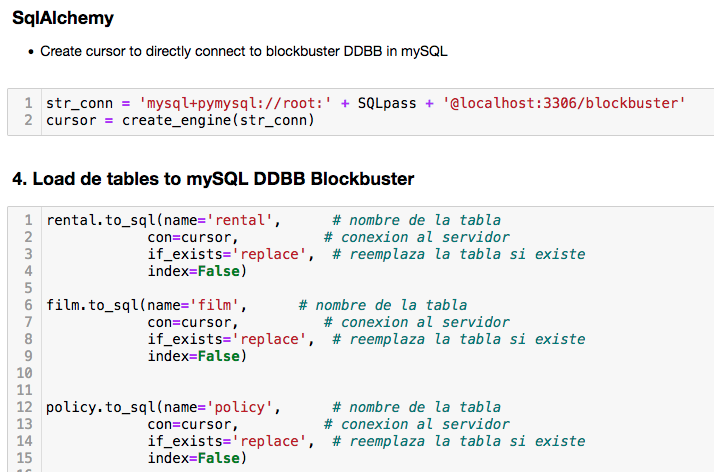 SqlAlchemy
• Create cursor to directly connect to blockbuster DDBB in mySQL
1 str_conn = 'mysql+pymysql://root:' + SQLpass + '@localhost:3306/blockbuster'
2 cursor = create_engine(str_conn)
4. Load de tables to mySQL DDBB Blockbuster
1 rental.to_sql(name='rental',      # nombre de la tabla
2             con=cursor,          # conexion al servidor
3             if_exists='replace',  # reemplaza la tabla si existe
4             index=False)
5
6 film.to_sql(name='film',      # nombre de la tabla
7             con=cursor,          # conexion al servidor
8             if_exists='replace',  # reemplaza la tabla si existe
9             index=False)
10
11
12 policy.to_sql(name='policy',      # nombre de la tabla
13             con=cursor,          # conexion al servidor
14             if_exists='replace',  # reemplaza la tabla si existe
15             index=False)